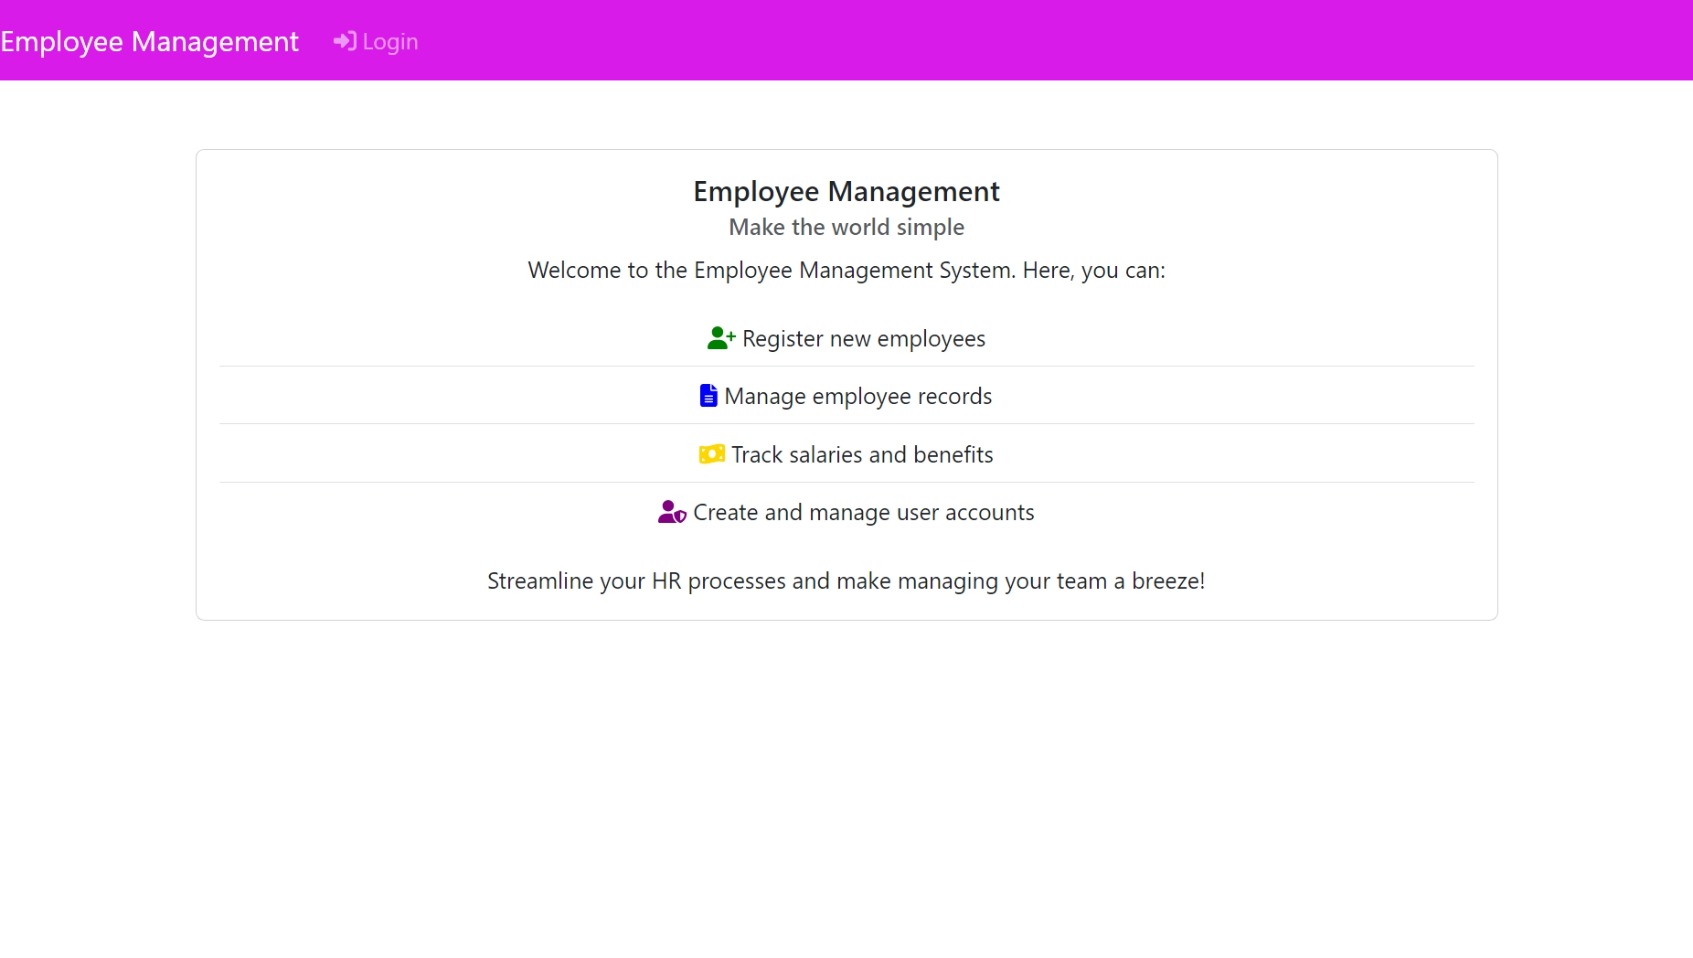 Employee Management Login
Employee Management
Make the world simple
Welcome to the Employee Management System. Here, you can:
Register new employees
Manage employee records
Track salaries and benefits
Create and manage user accounts
Streamline your HR processes and make managing your team a breeze!